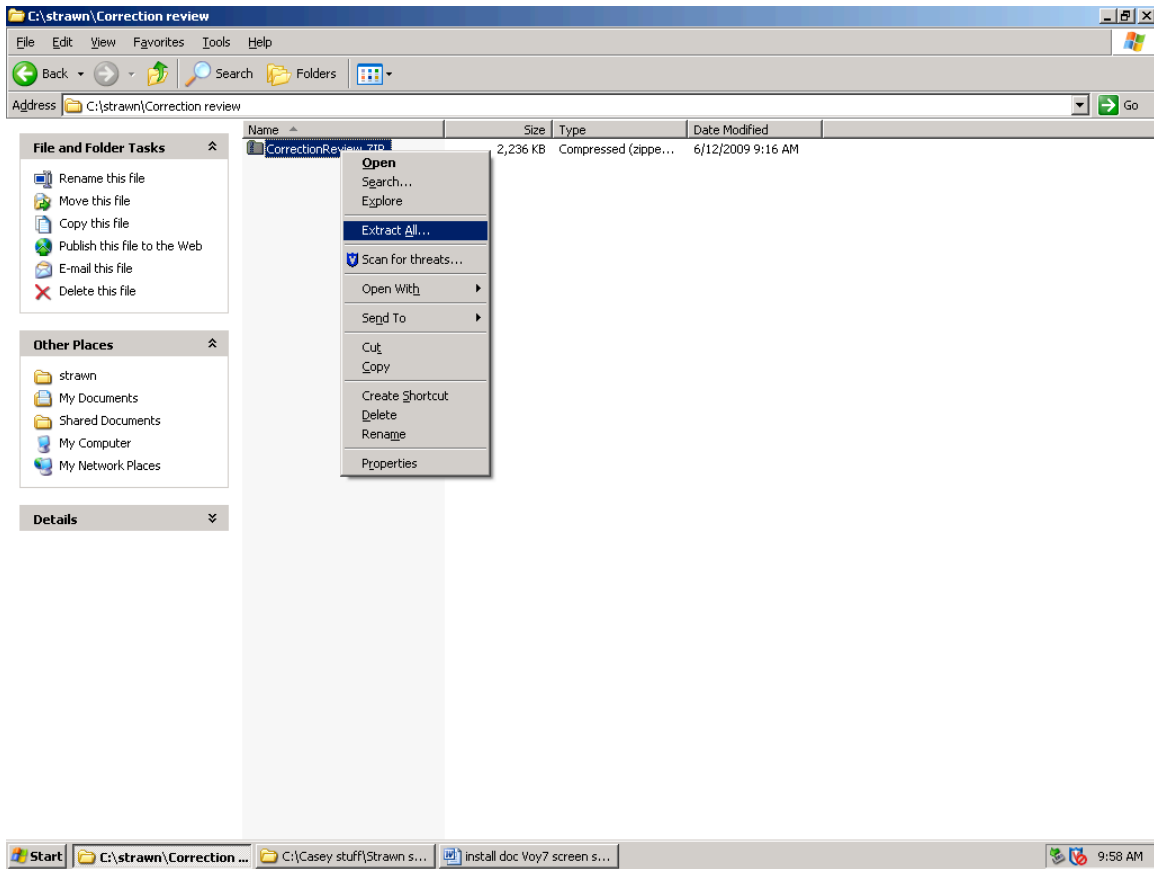 C:\strawn\Correction review
File Edit View Favorites Tools Help
Back Search Folders
Address C:\strawn\Correction review Go
Name Size Type Date Modified
CorrectionReview.ZIP 2,236 KB Compressed (zippe... 6/12/2009 9:16 AM
File and Folder Tasks
Rename this file
Move this file
Copy this file
Publish this file to the Web
E-mail this file
Delete this file
Other Places
strawn
My Documents
Shared Documents
My Computer
My Network Places
Details
Open
Search...
Explore
Extract All...
Scan for threats...
Open With
Send To
Cut
Copy
Create Shortcut
Delete
Rename
Properties
Start C:\strawn\Correction ... C:\Casey stuff\Strawn s... install doc Voy7 screen s... 9:58 AM